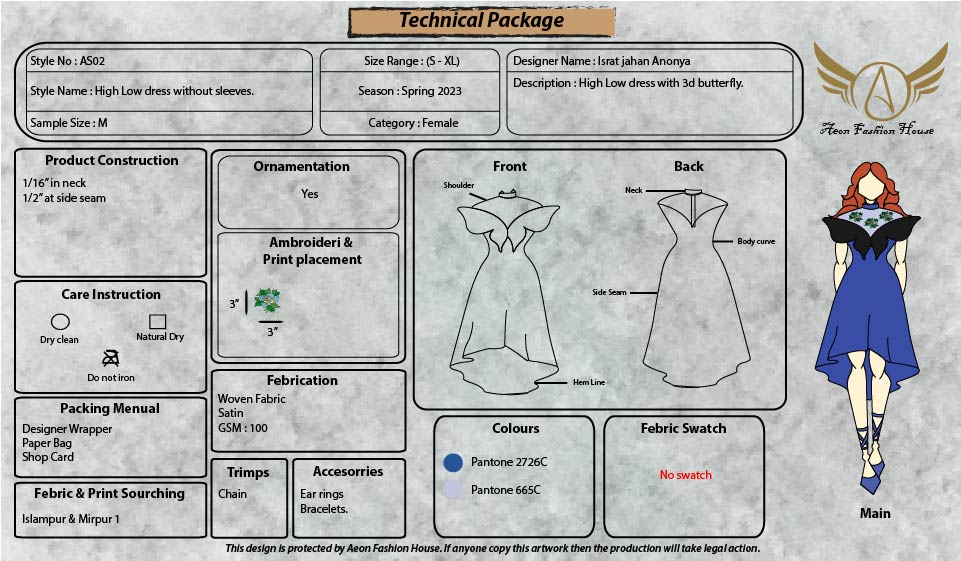 Technical Package
Style No : AS02
Style Name : High Low dress without sleeves.
Sample Size : M
Size Range : (S - XL)
Season : Spring 2023
Category : Female
Designer Name : Israt jahan Anonya
Description : High Low dress with 3d butterfly.
Aeon Fashion House
Product Construction
1/16” in neck
1/2” at side seam
Care Instruction
Dry clean
Natural Dry
Do not iron
Packing Menual
Designer Wrapper
Paper Bag
Shop Card
Febric & Print Sourching
Islampur & Mirpur 1
Ornamentation
Yes
Ambroideri &
Print placement
3”
3”
Febrication
Woven Fabric
Satin
GSM : 100
Trimps
Chain
Accesorries
Ear rings
Bracelets.
Front
Back
Shoulder
Neck
Body curve
Side Seam
Hem Line
Colours
Pantone 2726C
Pantone 665C
Febric Swatch
No swatch
Main
This design is protected by Aeon Fashion House. If anyone copy this artwork then the production will take legal action.